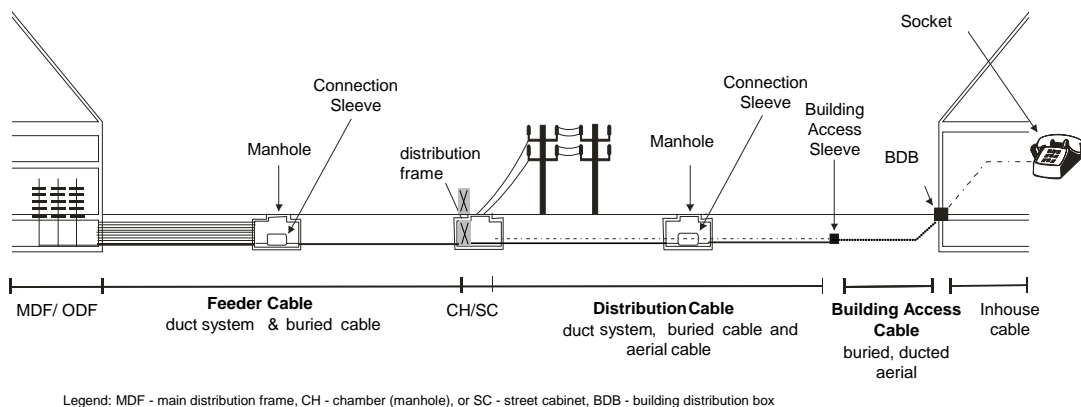 Socket
Connection
Sleeve
Connection
Sleeve
Building
Access
Sleeve
Manhole
distribution
frame
Manhole
BDB
MDF/ ODF
Feeder Cable
duct system & buried cable
CH/SC
Distribution Cable
duct system, buried cable and
aerial cable
Building Access
Cable
buried, ducted
aerial
Inhouse
cable
Legend: MDF - main distribution frame, CH - chamber (manhole), or SC - street cabinet, BDB - building distribution box